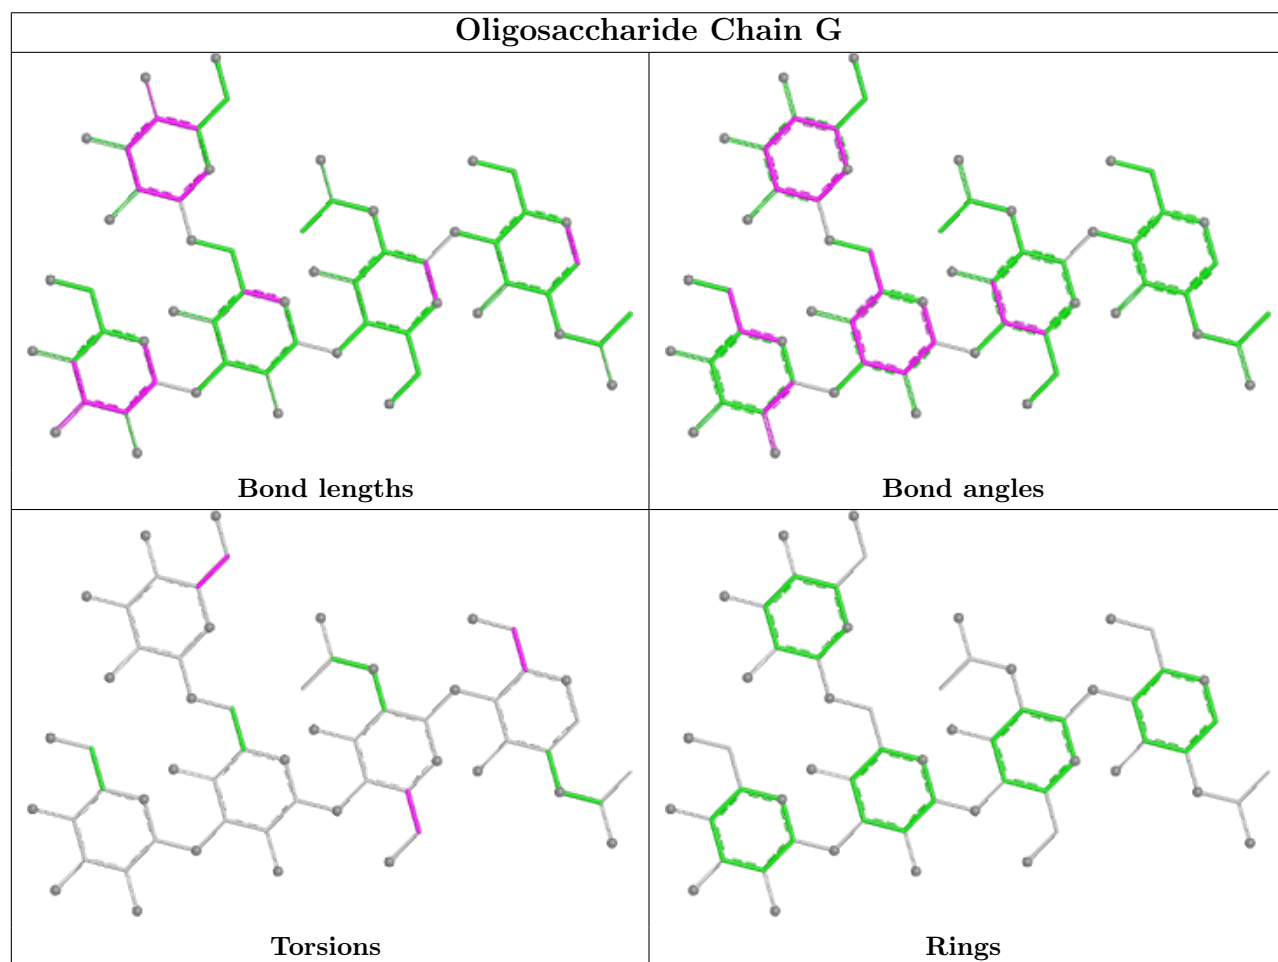 Oligosaccharide Chain G
Bond lengths
Bond angles
Torsions
Rings